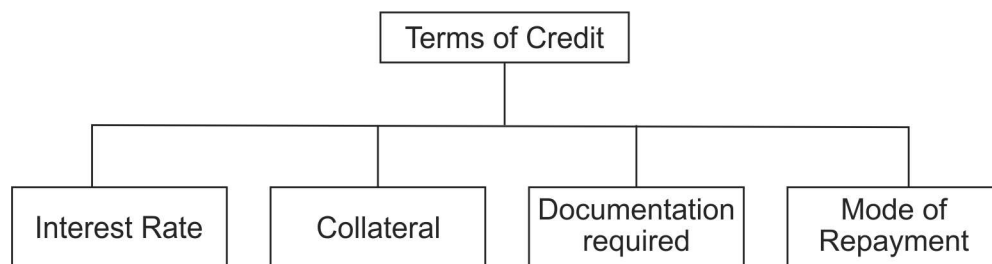 Terms of Credit
Interest Rate
Collateral
Documentation
required
Mode of
Repayment